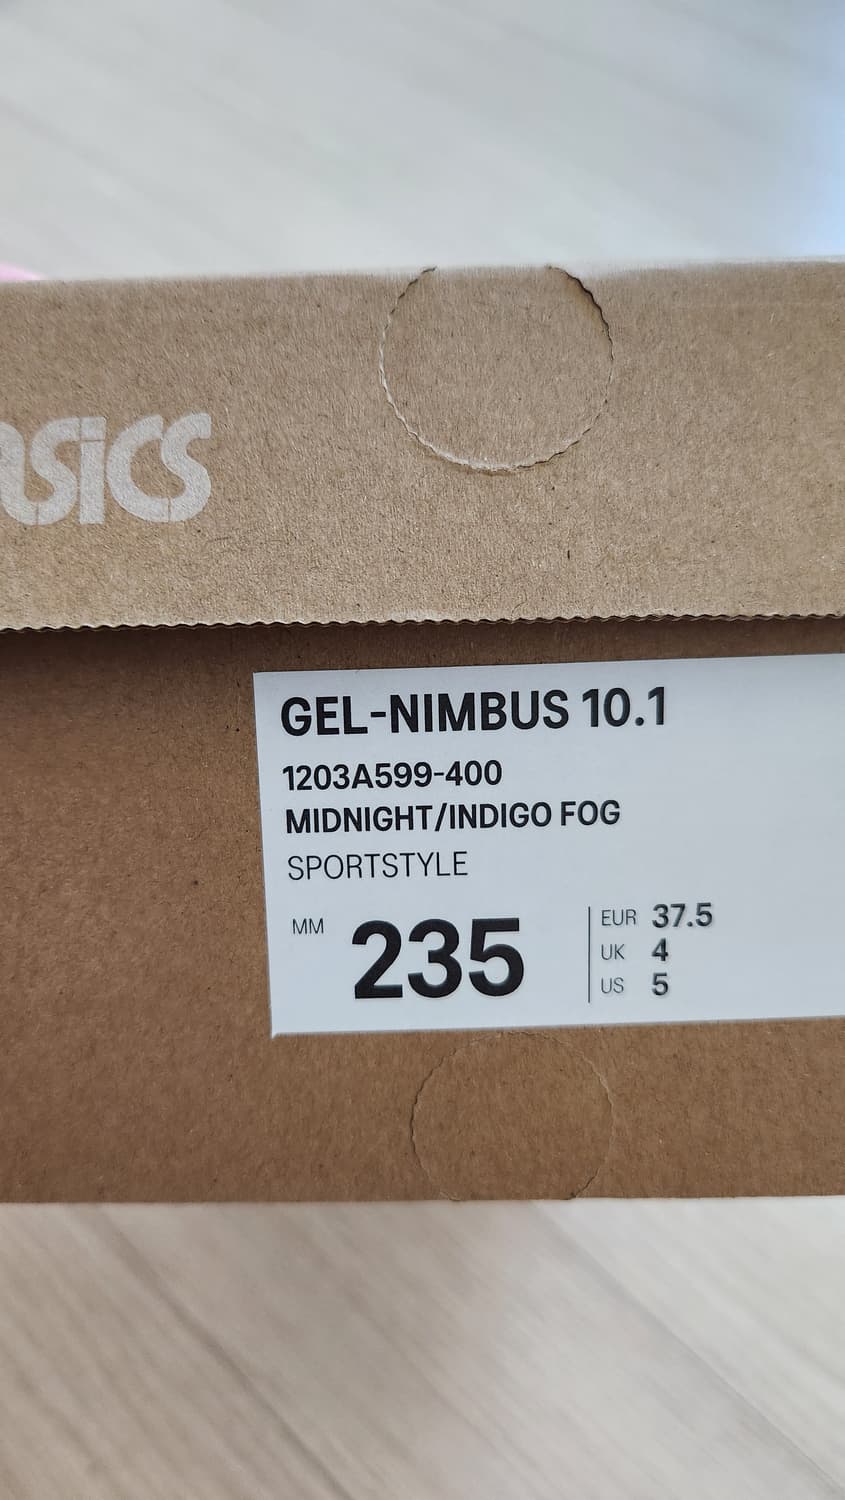 asics
GEL-NIMBUS 10.1
1203A599-400
MIDNIGHT/INDIGO FOG
SPORTSTYLE
MM 235
EUR 37.5
UK 4
US 5